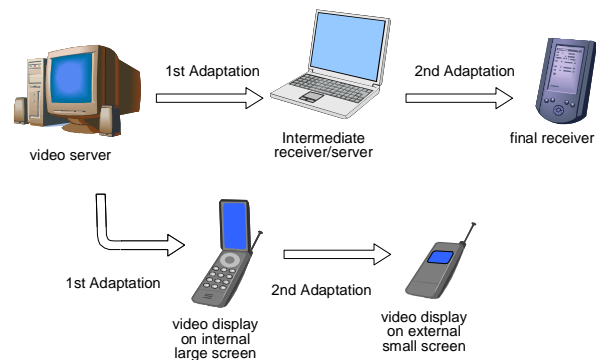 1st Adaptation
2nd Adaptation
Intermediate
receiver/server
final receiver
video server
1st Adaptation
2nd Adaptation
video display
on internal
large screen
video display
on external
small screen